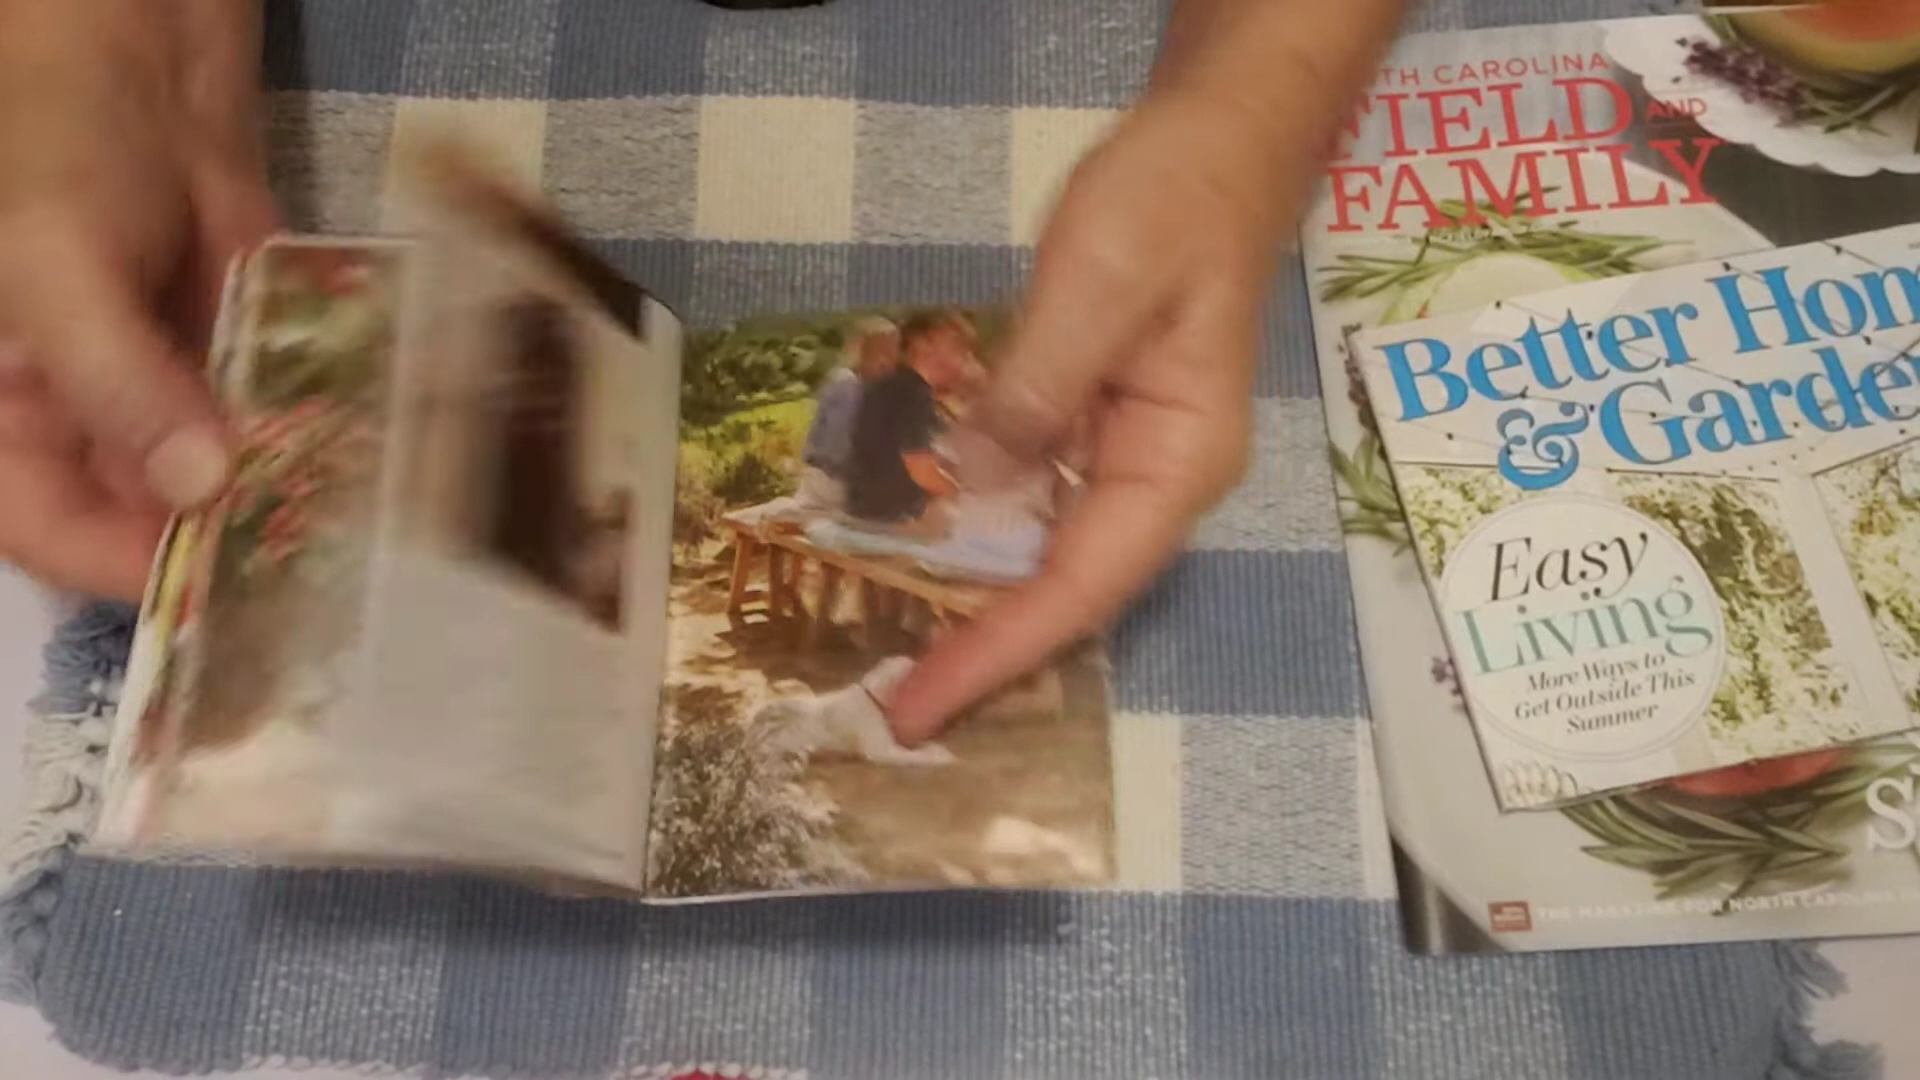 TH CAROLINA
FIELD AND
FAMILY
Better Hom
& Garde
Easy
Living
More Ways to
Get Outside This
Summer
S
THE MAGAZINE FOR NORTH CAROLINA